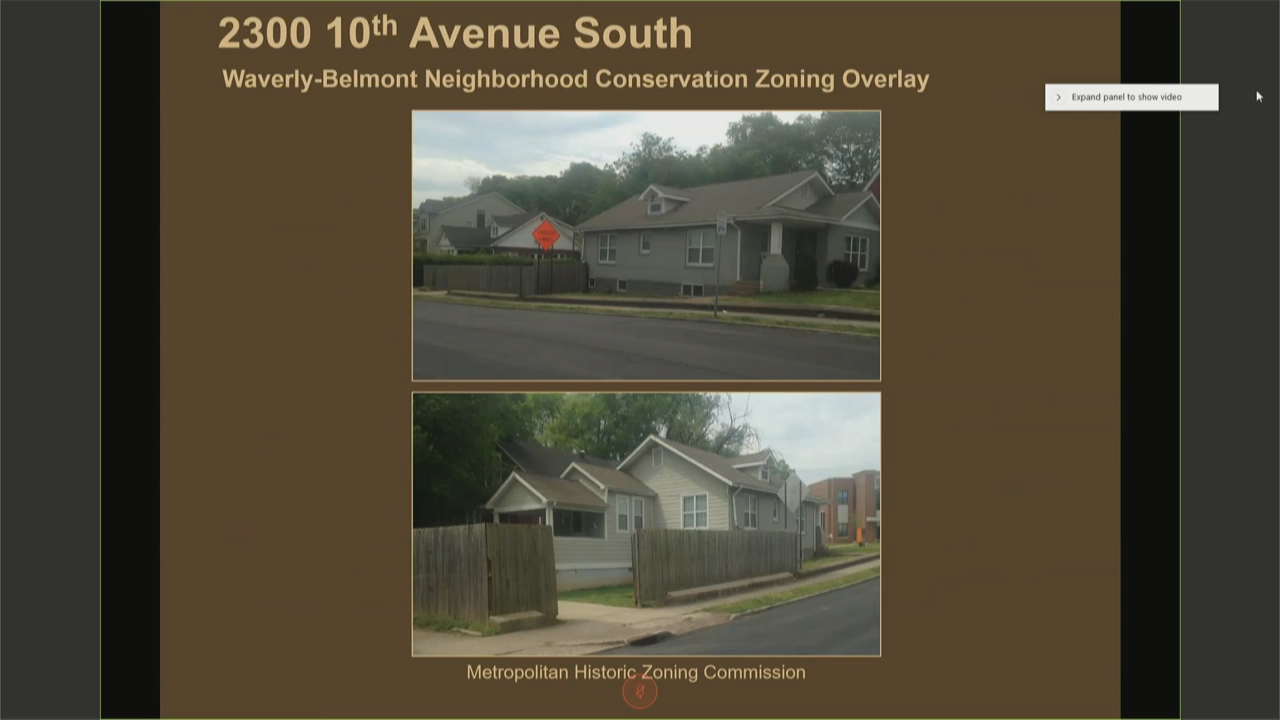 2300 10th Avenue South
Waverly-Belmont Neighborhood Conservation Zoning Overlay
Expand panel to show video
Metropolitan Historic Zoning Commission